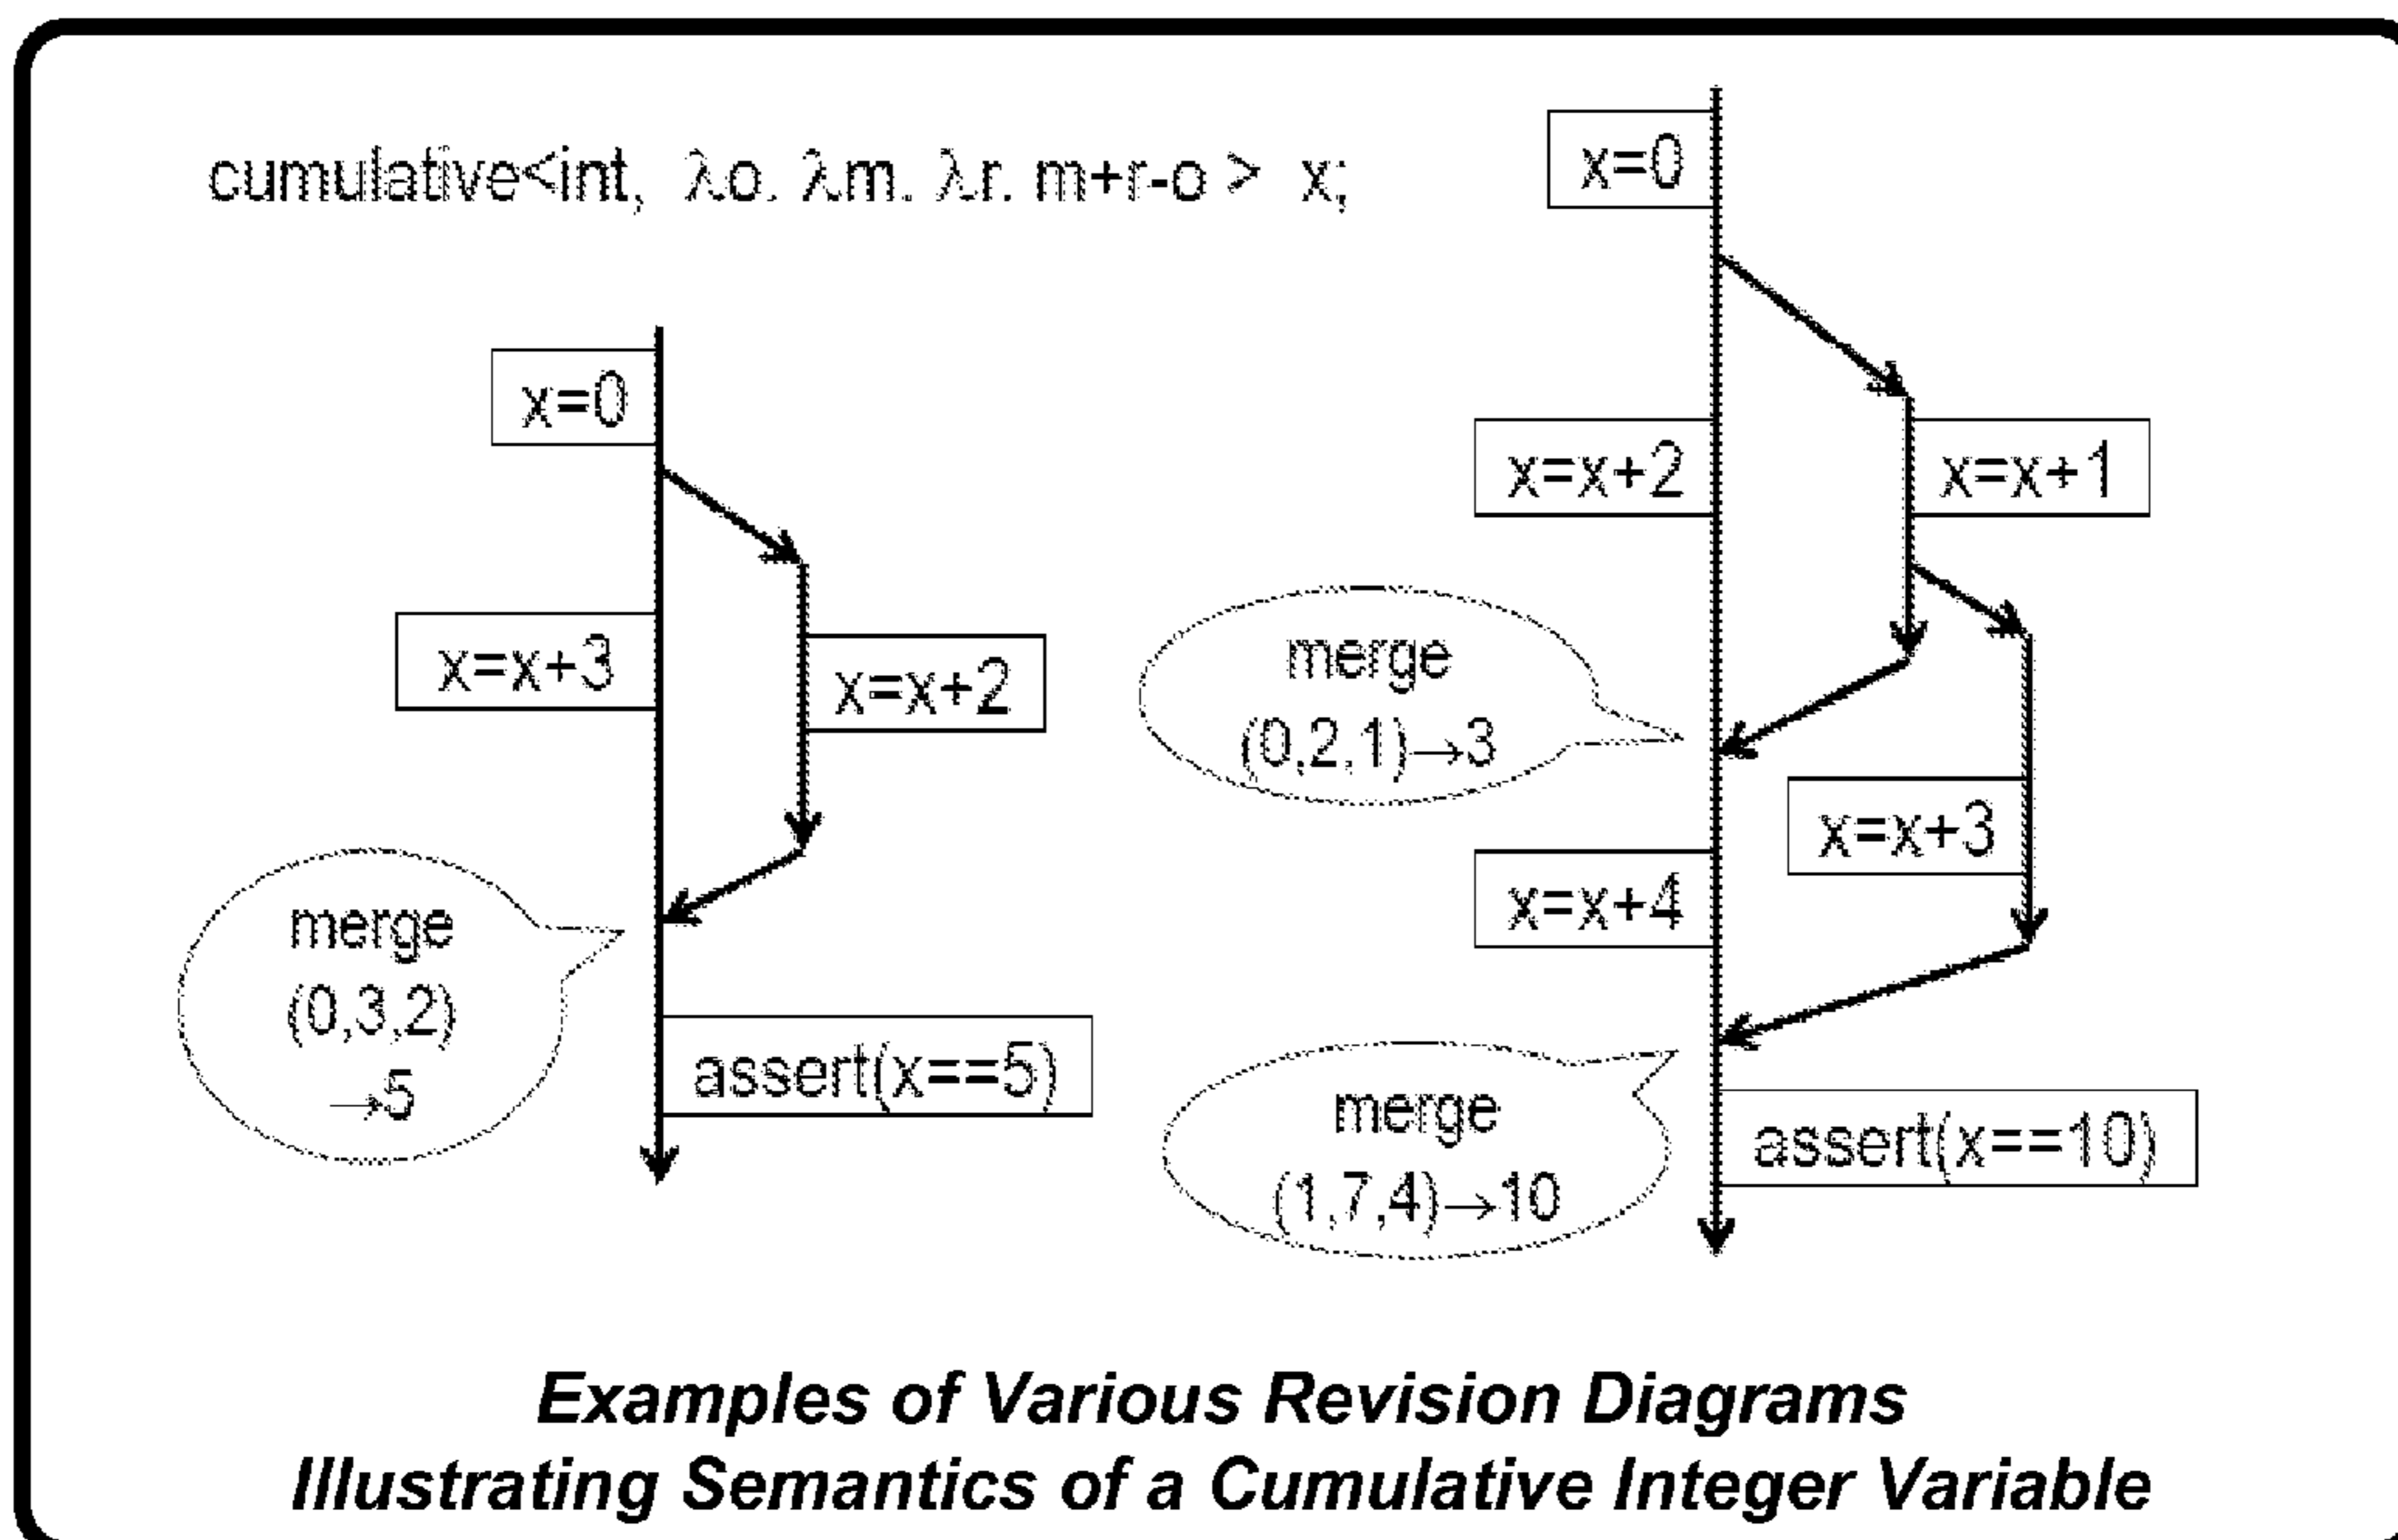 cumulative<int, λo. λm. λr. m+r-o > x;
x=0
x=x+3
x=x+2
merge
(0,3,2)
→5
assert(x==5)
x=0
x=x+2
x=x+1
merge
(0,2,1)→3
x=x+3
x=x+4
merge
(1,7,4)→10
assert(x==10)
Examples of Various Revision Diagrams
Illustrating Semantics of a Cumulative Integer Variable